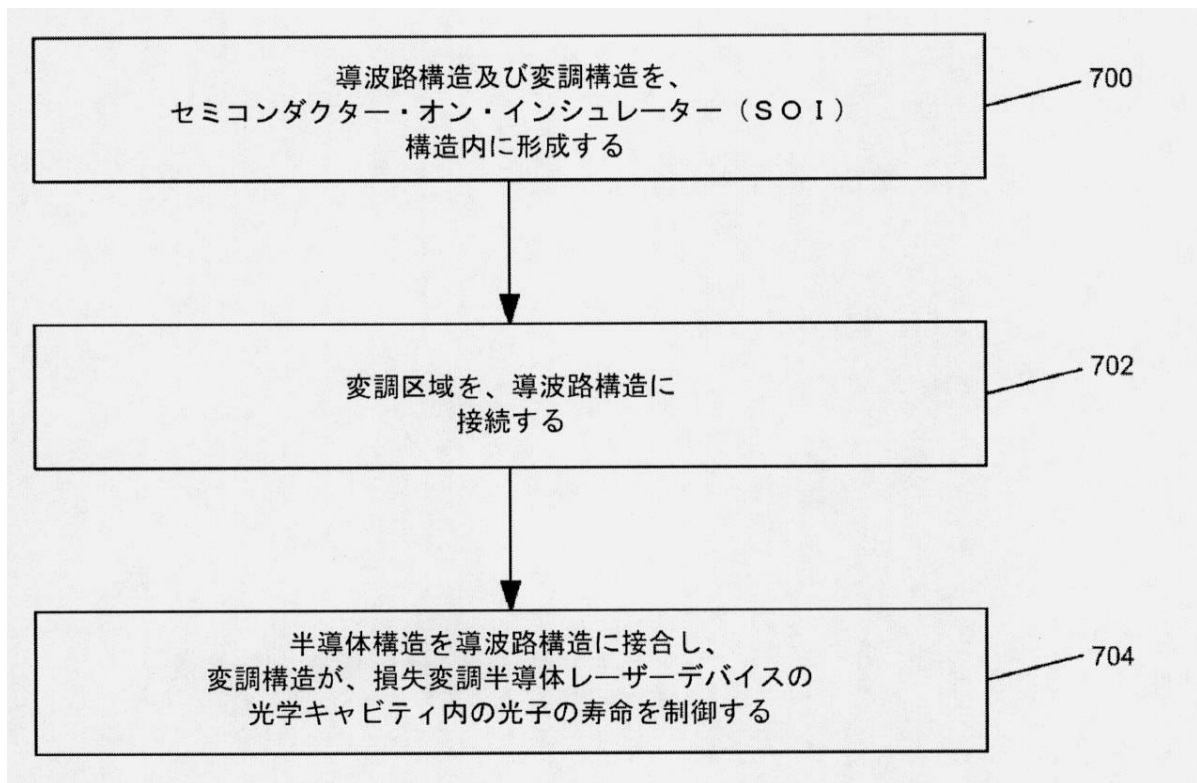 導波路構造及び変調構造を、
セミコンダクター・オン・インシュレーター（ＳＯＩ）
構造内に形成する
700
変調区域を、導波路構造に
接続する
702
半導体構造を導波路構造に接合し、
変調構造が、損失変調半導体レーザーデバイスの
光学キャビティ内の光子の寿命を制御する
704